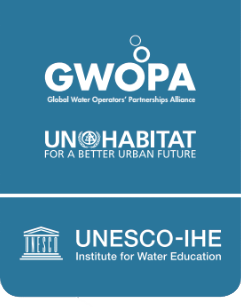 GWOPA
Global Water Operators' Partnerships Alliance
UN HABITAT
FOR A BETTER URBAN FUTURE
UNESCO
UNESCO-IHE
Institute for Water Education